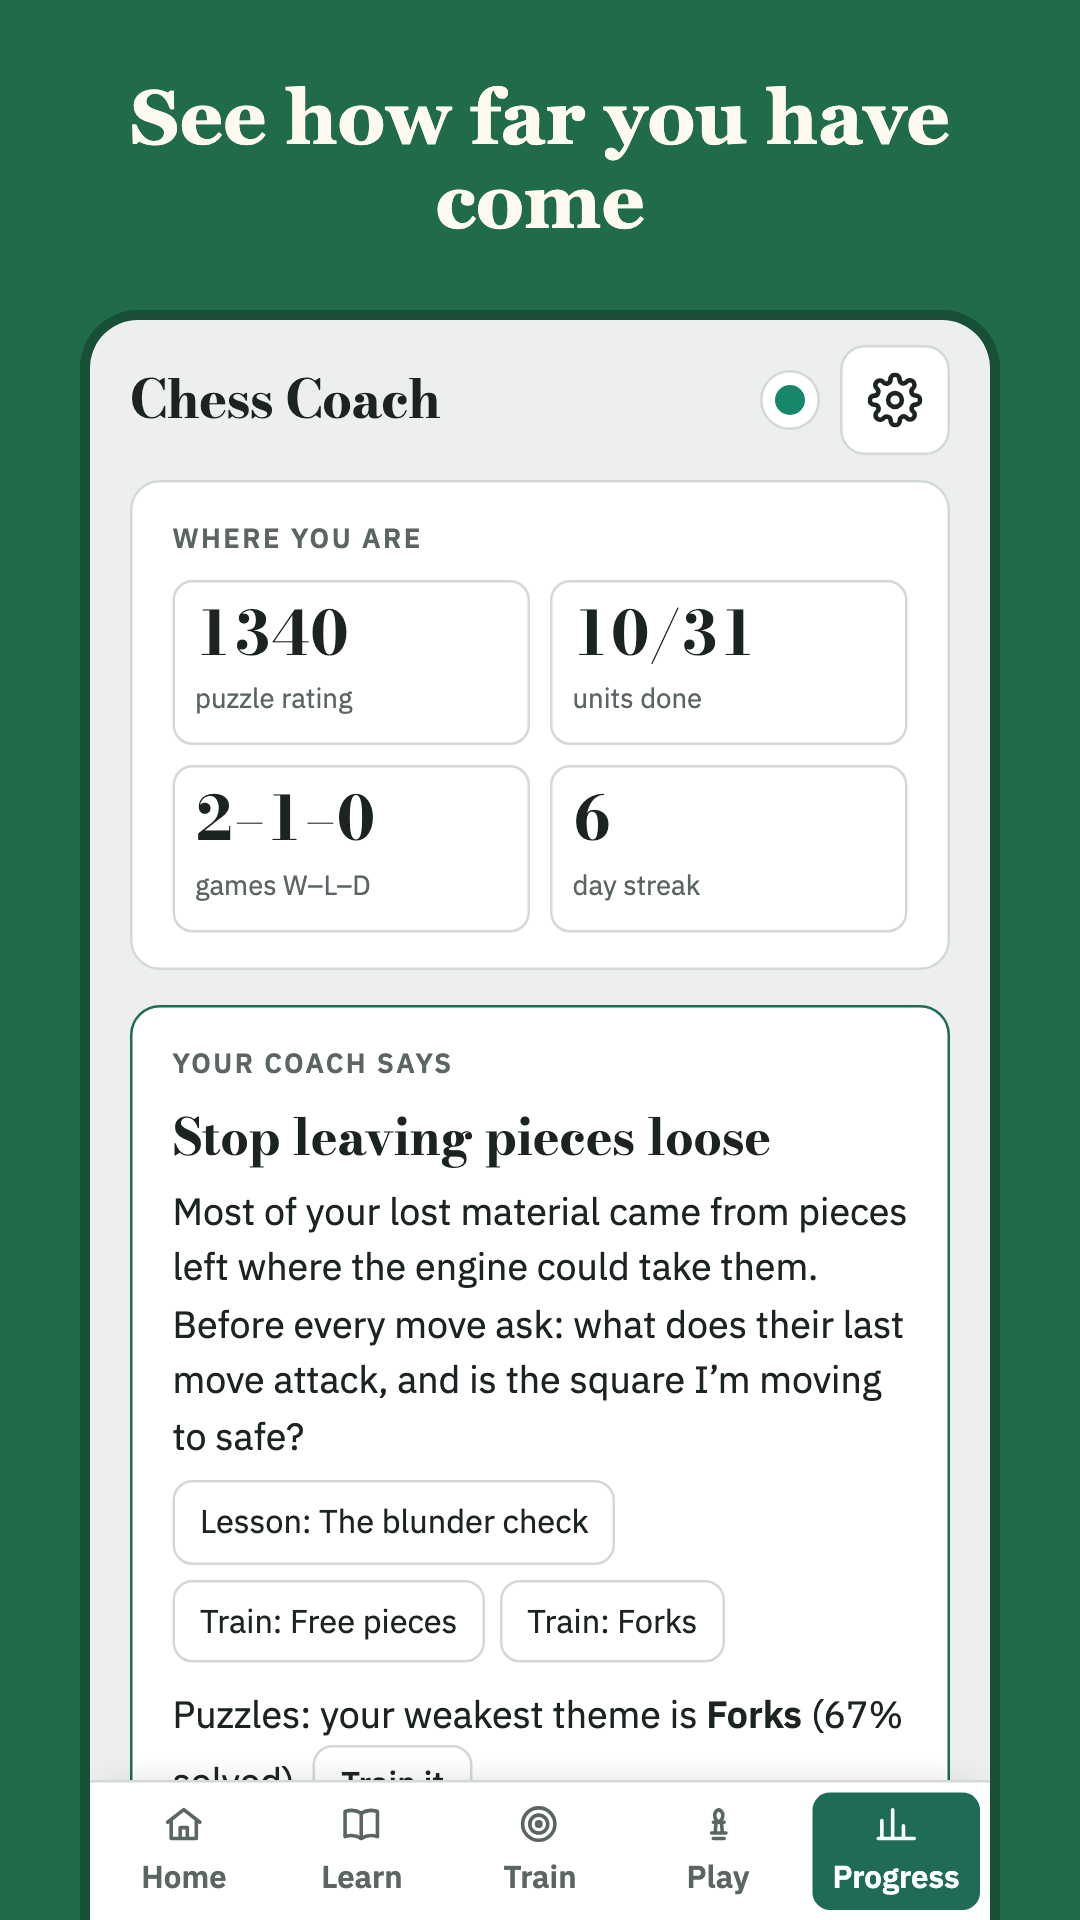 See how far you have
come
Chess Coach
WHERE YOU ARE
1340
puzzle rating
10/31
units done
2–1–0
games W–L–D
6
day streak
YOUR COACH SAYS
Stop leaving pieces loose
Most of your lost material came from pieces
left where the engine could take them.
Before every move ask: what does their last
move attack, and is the square I’m moving
to safe?
Lesson: The blunder check
Train: Free pieces
Train: Forks
Puzzles: your weakest theme is Forks (67%
solved) Train it
Home
Learn
Train
Play
Progress